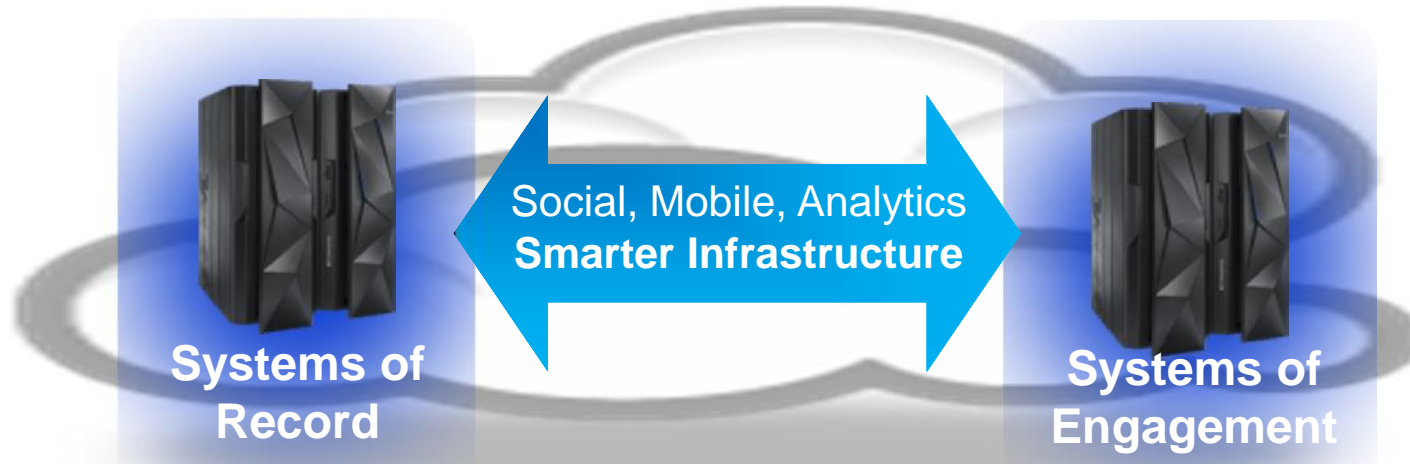 Social, Mobile, Analytics
Smarter Infrastructure
Systems of
Record
Systems of
Engagement